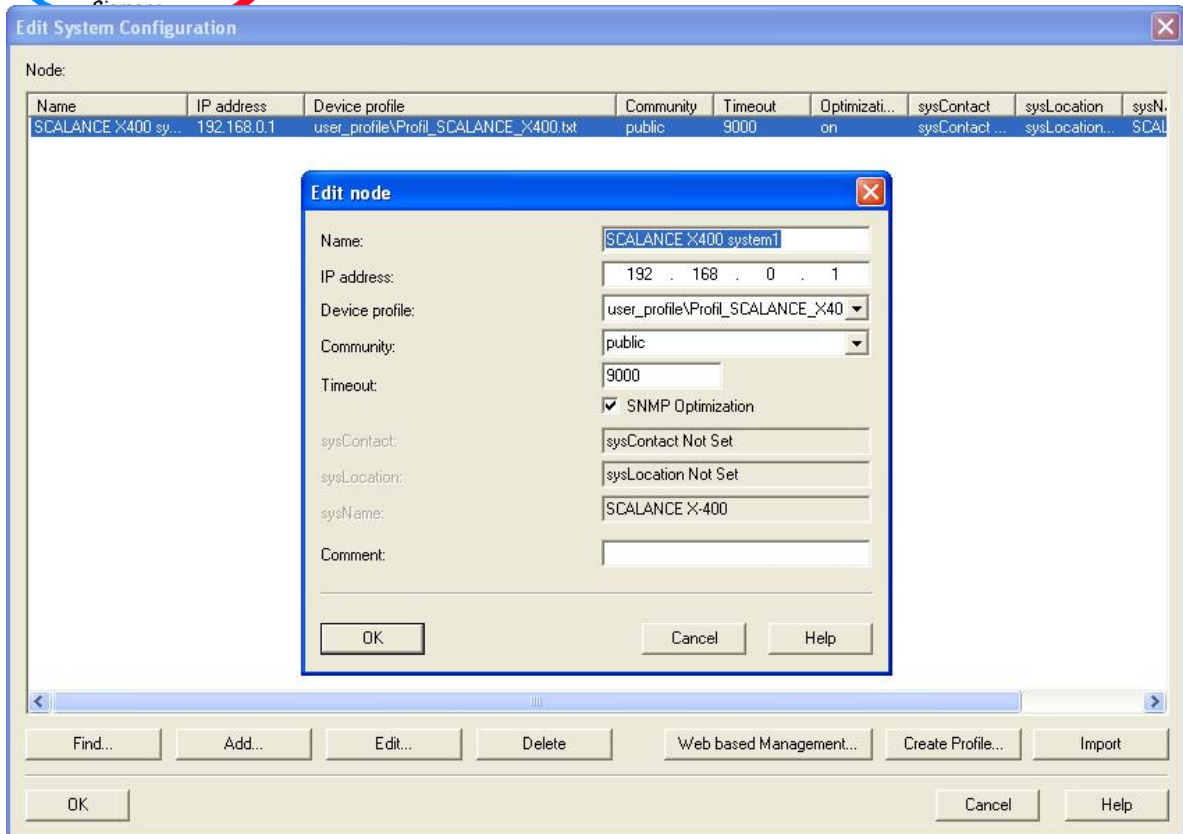 Siemens
Edit System Configuration
Node:
Name IP address Device profile Community Timeout Optimizati... sysContact sysLocation sysN.
SCALANCE X400 sy... 192.168.0.1 user_profile\Profil_SCALANCE_X400.txt public 9000 on sysContact ... sysLocation... SCAL
Edit node
Name: SCALANCE X400 system1
IP address: 192 . 168 . 0 . 1
Device profile: user_profile\Profil_SCALANCE_X40
Community: public
Timeout: 9000
SNMP Optimization
sysContact: sysContact Not Set
sysLocation: sysLocation Not Set
sysName: SCALANCE X-400
Comment:
OK Cancel Help
Find... Add... Edit... Delete Web based Management... Create Profile... Import
OK Cancel Help